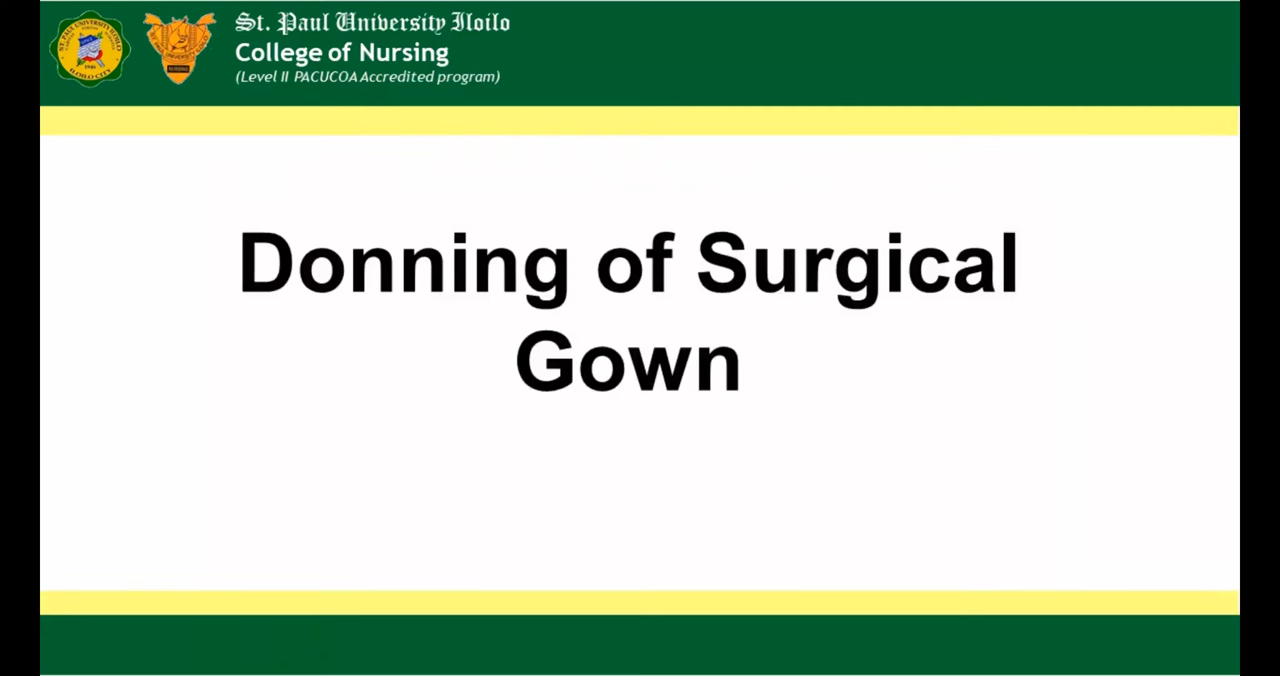 St. Paul University Iloilo
College of Nursing
(Level II PACUCOA Accredited program)
Donning of Surgical
Gown